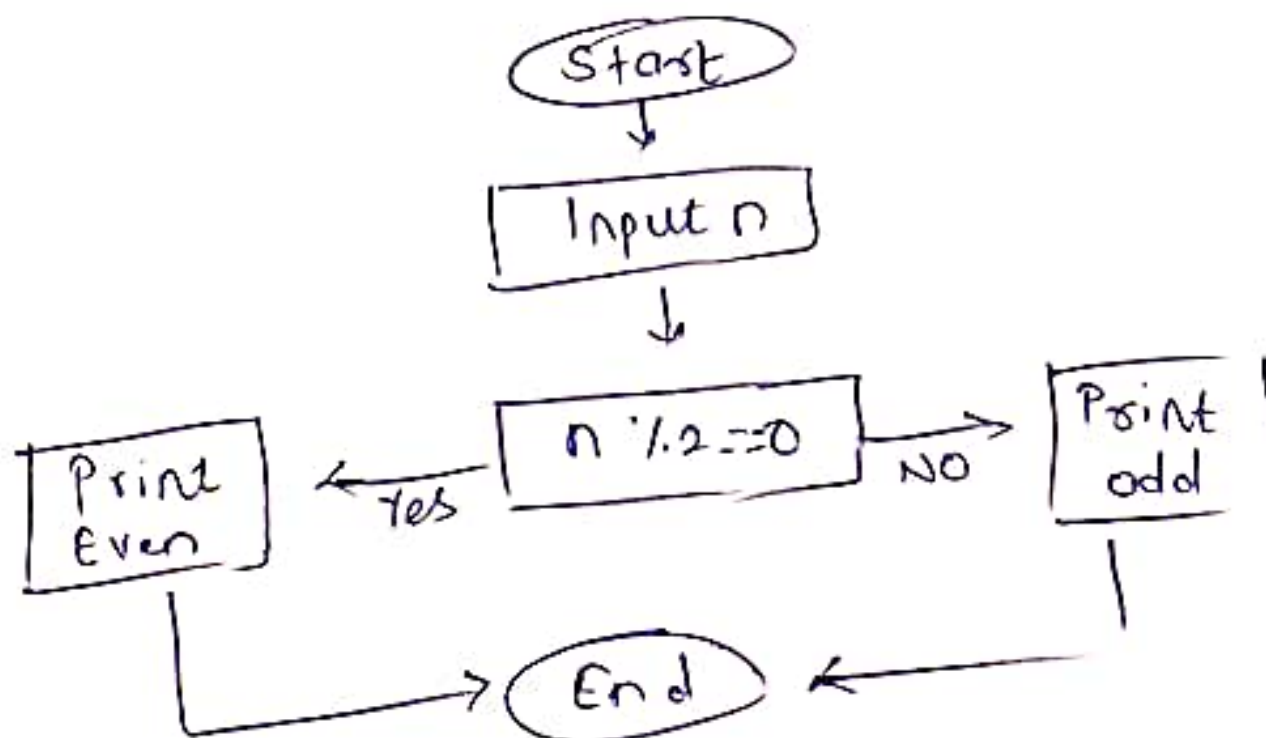 Start
Input n
n %2==0
Yes
NO
Print
Even
Print
odd
End